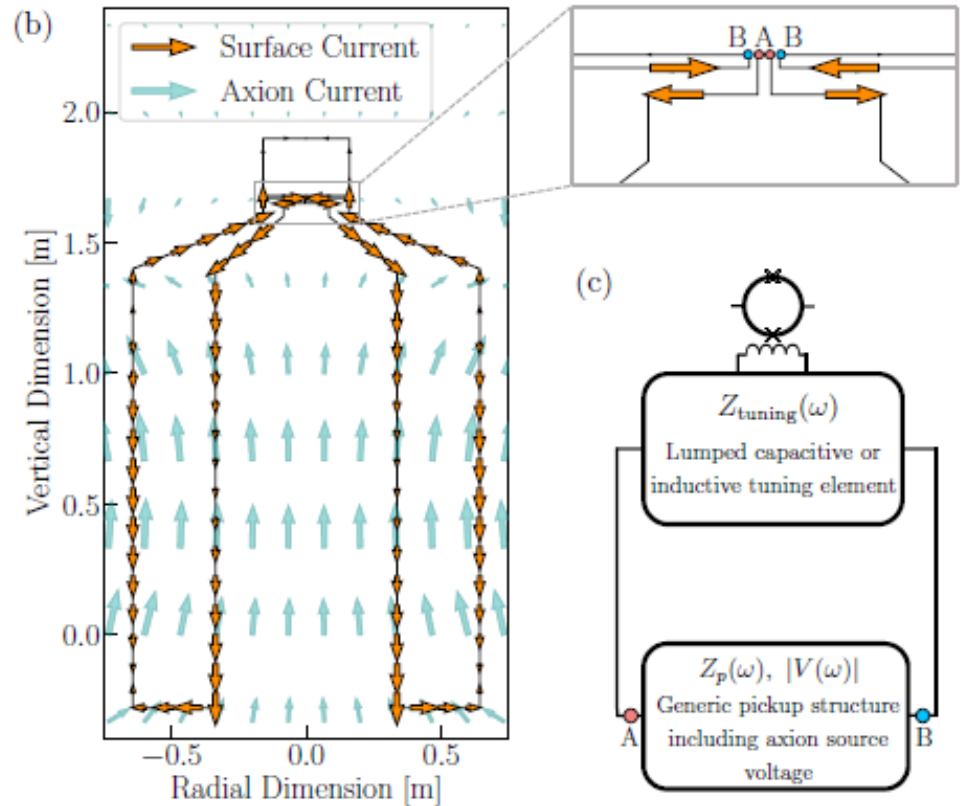 (b)
Surface Current
Axion Current
2.0
1.5
1.0
0.5
0.0
Vertical Dimension [m]
−0.5
0.0
0.5
Radial Dimension [m]
B A B
(c)
Z_tuning(ω)
Lumped capacitive or
inductive tuning element
Z_p(ω), |V(ω)|
Generic pickup structure
including axion source
voltage
A
B